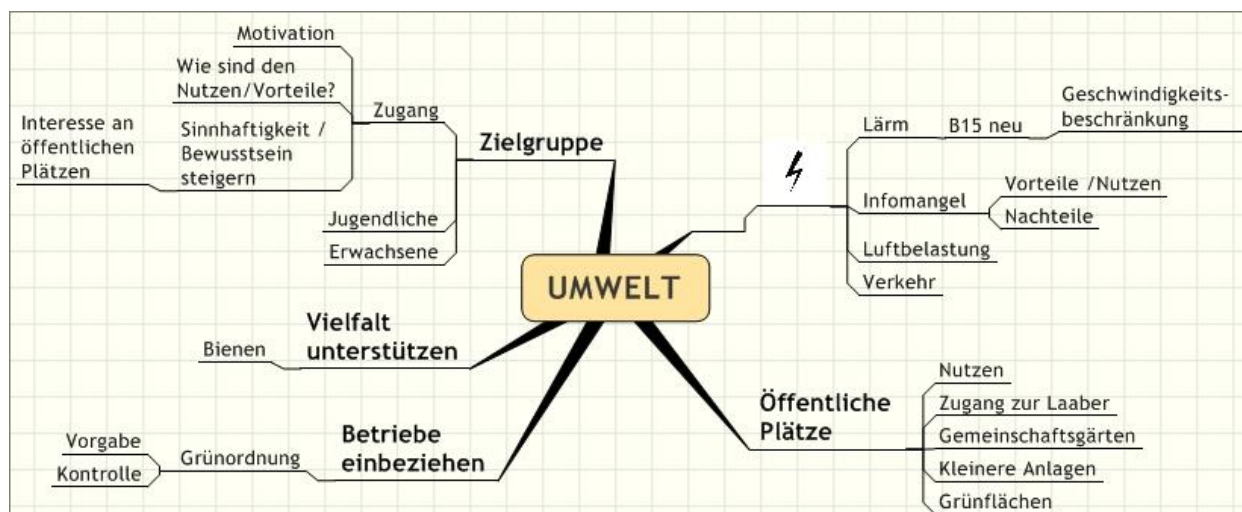 Motivation
Wie sind den
Nutzen/Vorteile?
Zugang
Interesse an
öffentlichen
Plätzen
Sinnhaftigkeit /
Bewusstsein
steigern
Zielgruppe
Jugendliche
Erwachsene
Lärm
B15 neu
Geschwindigkeits-
beschränkung
Infomangel
Vorteile /Nutzen
Nachteile
Luftbelastung
Verkehr
UMWELT
Vielfalt
unterstützen
Bienen
Betriebe
einbeziehen
Grünordnung
Vorgabe
Kontrolle
Öffentliche
Plätze
Nutzen
Zugang zur Laaber
Gemeinschaftsgärten
Kleinere Anlagen
Grünflächen